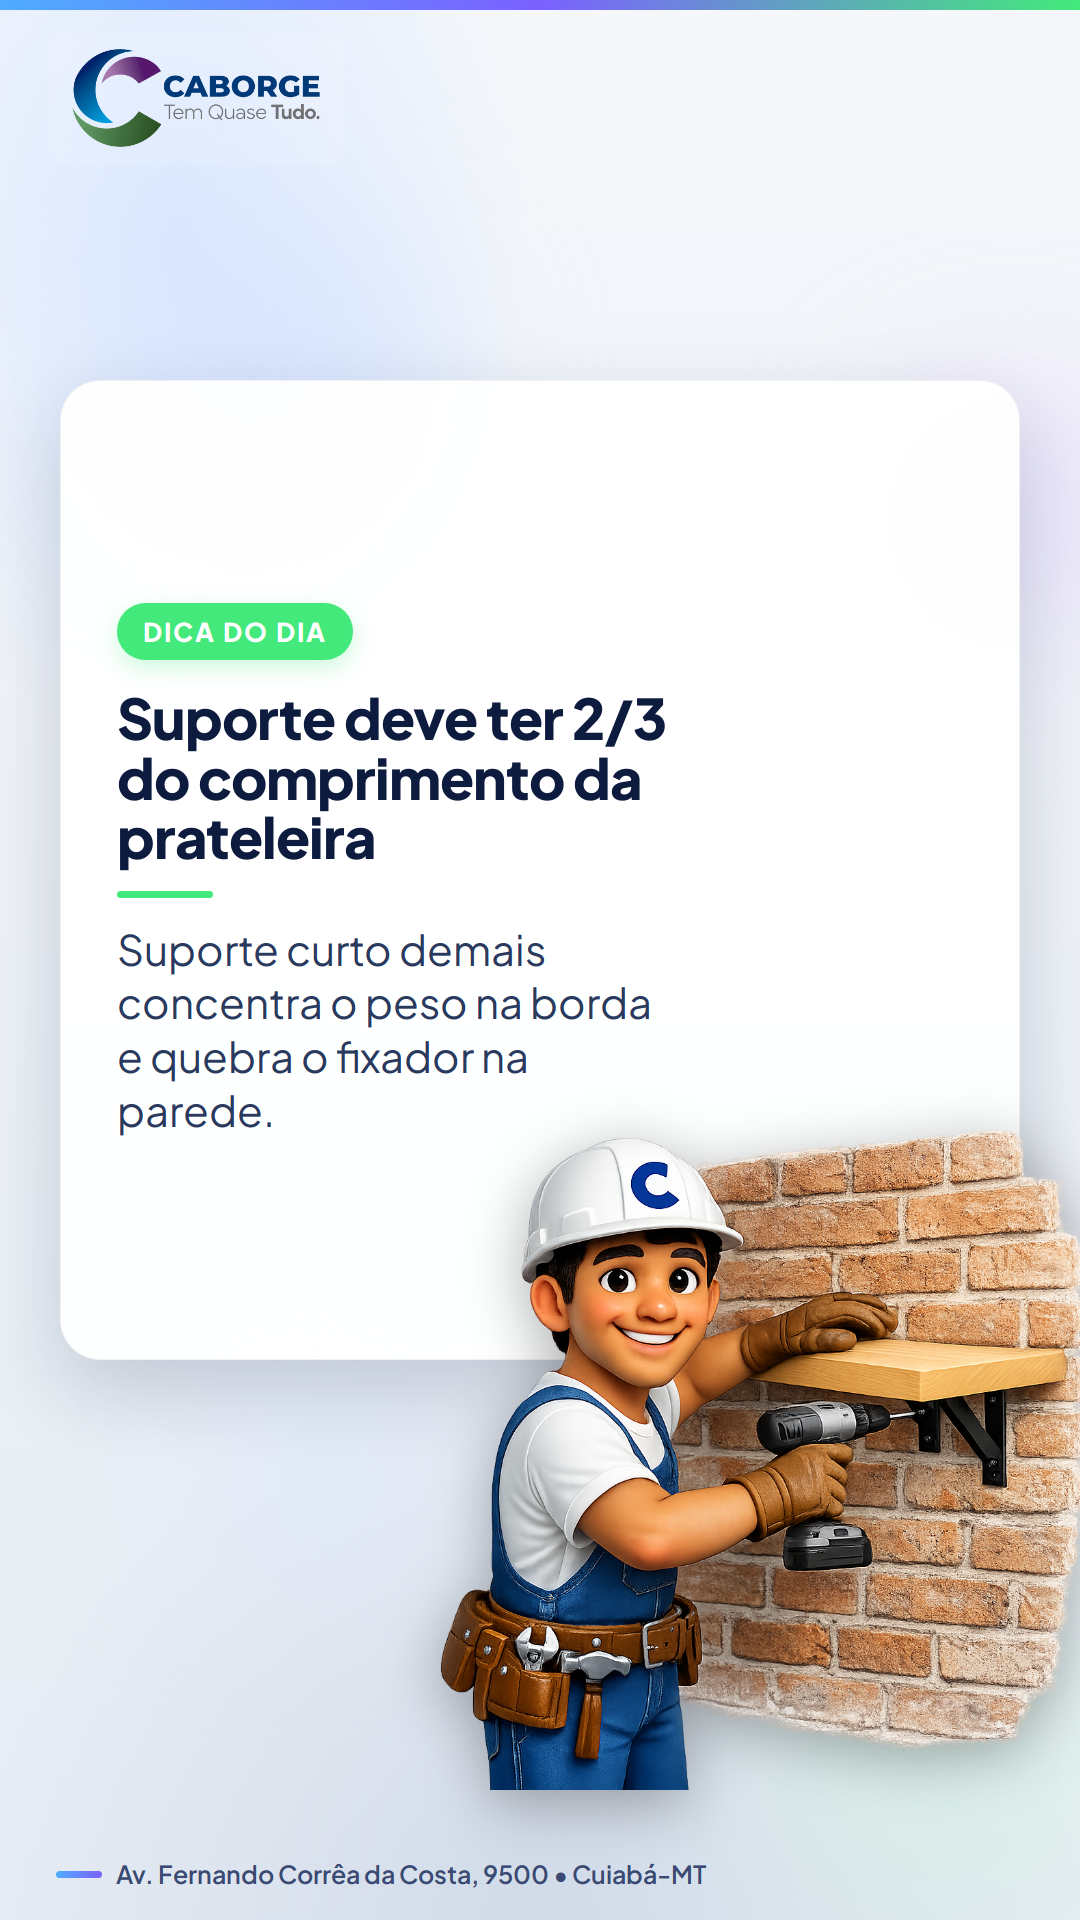 CABORGE
Tem Quase Tudo.
DICA DO DIA
Suporte deve ter 2/3
do comprimento da
prateleira
Suporte curto demais
concentra o peso na borda
e quebra o fixador na
parede.
C
Av. Fernando Corrêa da Costa, 9500 • Cuiabá-MT